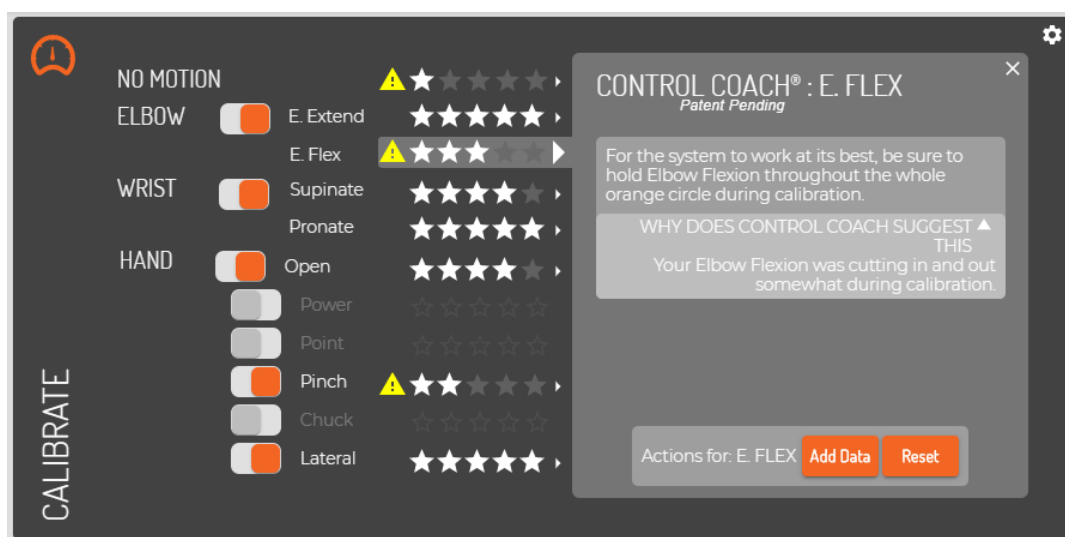 NO MOTION
ELBOW
E. Extend
E. Flex
WRIST
Supinate
Pronate
HAND
Open
Power
Point
Pinch
Chuck
Lateral
CALIBRATE
CONTROL COACH® : E. FLEX
Patent Pending
For the system to work at its best, be sure to
hold Elbow Flexion throughout the whole
orange circle during calibration.
WHY DOES CONTROL COACH SUGGEST
THIS
Your Elbow Flexion was cutting in and out
somewhat during calibration.
Actions for: E. FLEX
Add Data
Reset